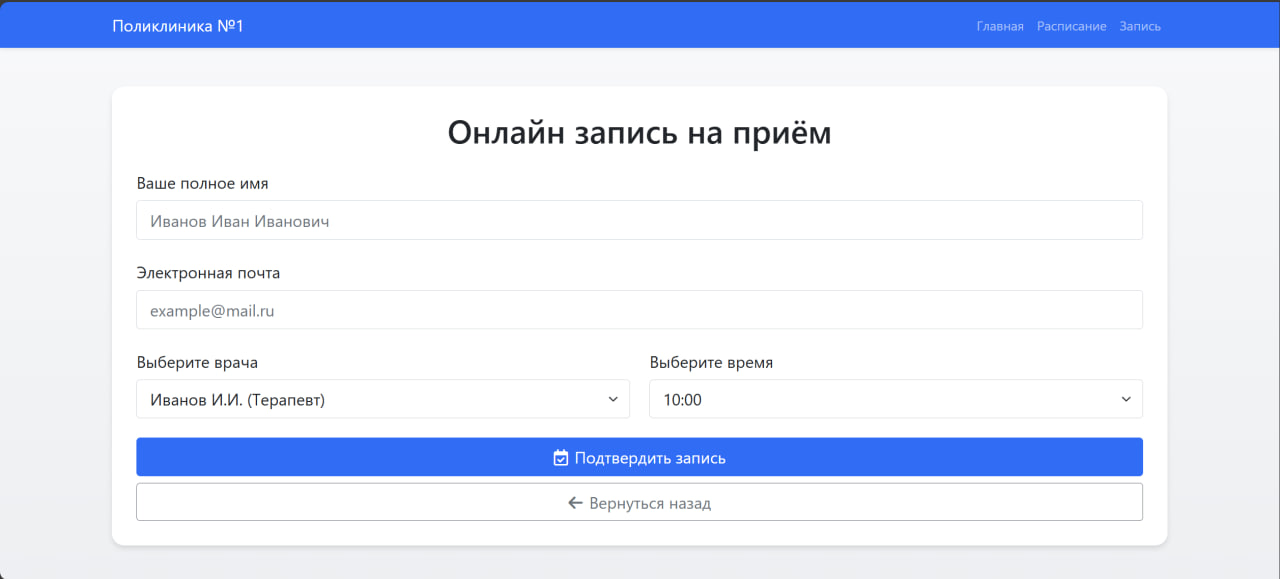 Поликлиника №1
Главная Расписание Запись
Онлайн запись на приём
Ваше полное имя
Иванов Иван Иванович
Электронная почта
example@mail.ru
Выберите врача
Иванов И.И. (Терапевт)
Выберите время
10:00
Подтвердить запись
Вернуться назад